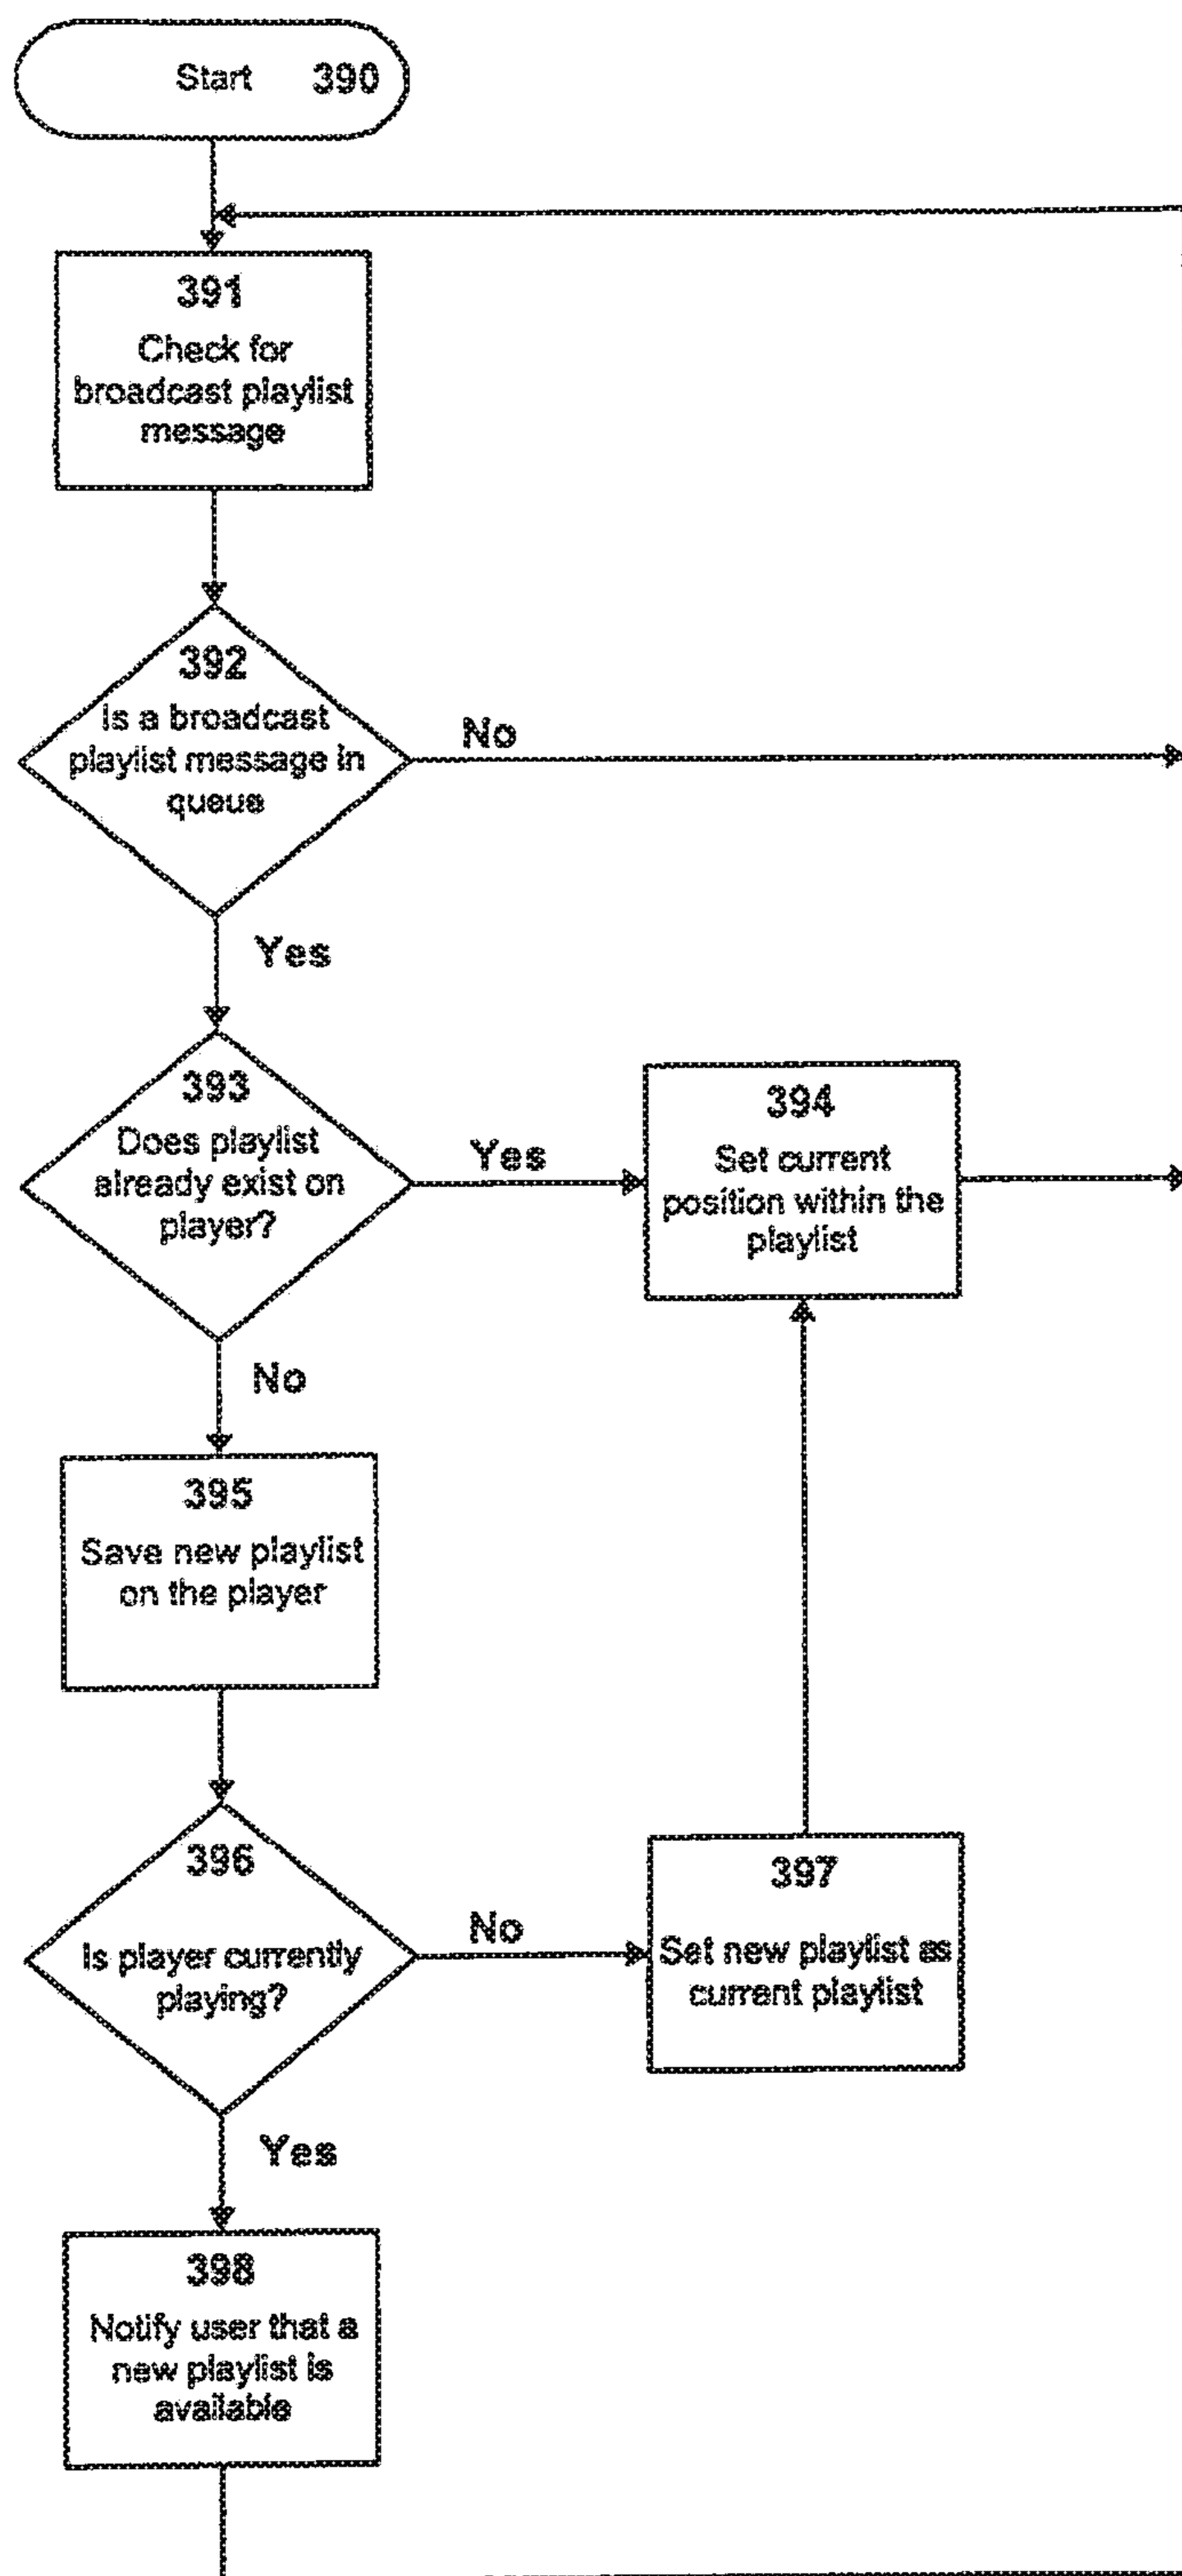 Start 390
391
Check for
broadcast playlist
message
392
Is a broadcast
playlist message in
queue
No
Yes
393
Does playlist
already exist on
player?
Yes
394
Set current
position within the
playlist
No
395
Save new playlist
on the player
396
Is player currently
playing?
No
397
Set new playlist as
current playlist
Yes
398
Notify user that a
new playlist is
available